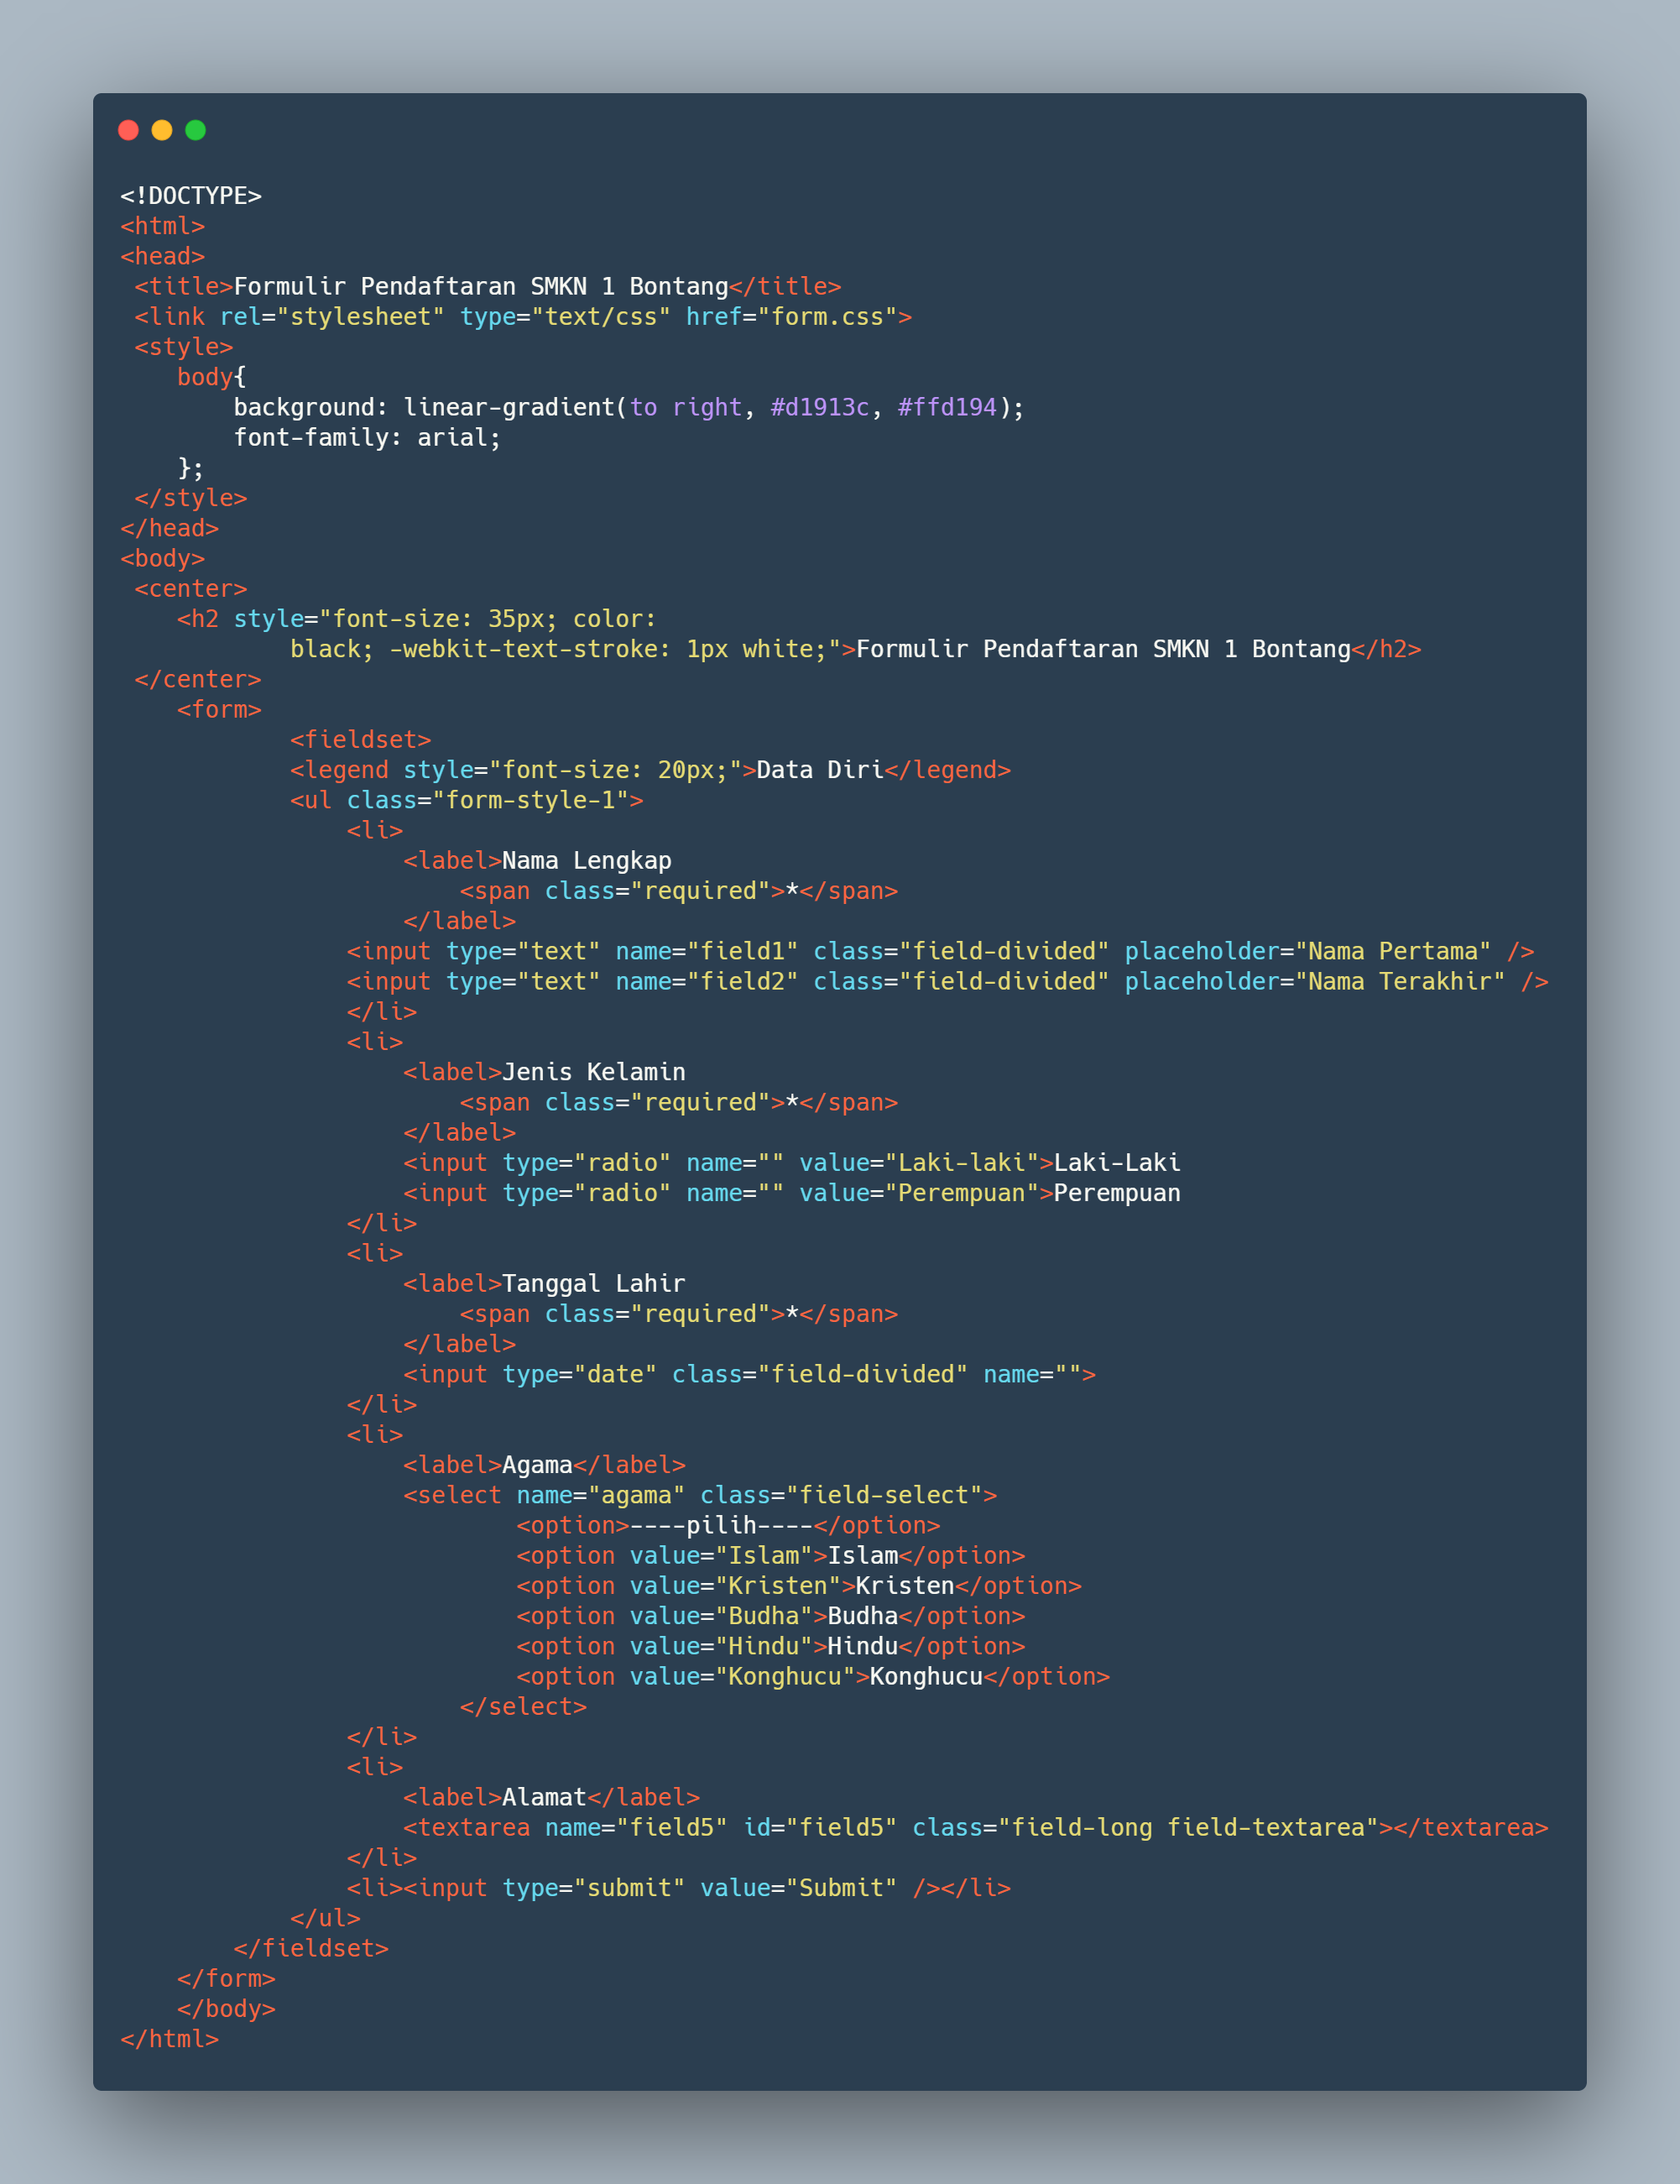 <!DOCTYPE>
<html>
<head>
 <title>Formulir Pendaftaran SMKN 1 Bontang</title>
 <link rel="stylesheet" type="text/css" href="form.css">
 <style>
    body{
        background: linear-gradient(to right, #d1913c, #ffd194);
        font-family: arial;
    };
 </style>
</head>
<body>
 <center>
    <h2 style="font-size: 35px; color:
            black; -webkit-text-stroke: 1px white;">Formulir Pendaftaran SMKN 1 Bontang</h2>
 </center>
    <form>
            <fieldset>
            <legend style="font-size: 20px;">Data Diri</legend>
            <ul class="form-style-1">
                <li>
                    <label>Nama Lengkap
                        <span class="required">*</span>
                    </label>
                <input type="text" name="field1" class="field-divided" placeholder="Nama Pertama" />
                <input type="text" name="field2" class="field-divided" placeholder="Nama Terakhir" />
                </li>
                <li>
                    <label>Jenis Kelamin
                        <span class="required">*</span>
                    </label>
                    <input type="radio" name="" value="Laki-laki">Laki-Laki
                    <input type="radio" name="" value="Perempuan">Perempuan
                </li>
                <li>
                    <label>Tanggal Lahir
                        <span class="required">*</span>
                    </label>
                    <input type="date" class="field-divided" name="">
                </li>
                <li>
                    <label>Agama</label>
                    <select name="agama" class="field-select">
                            <option>----pilih----</option>
                            <option value="Islam">Islam</option>
                            <option value="Kristen">Kristen</option>
                            <option value="Budha">Budha</option>
                            <option value="Hindu">Hindu</option>
                            <option value="Konghucu">Konghucu</option>
                        </select>
                </li>
                <li>
                    <label>Alamat</label>
                    <textarea name="field5" id="field5" class="field-long field-textarea"></textarea>
                </li>
                <li><input type="submit" value="Submit" /></li>
            </ul>
        </fieldset>
    </form>
    </body>
</html>